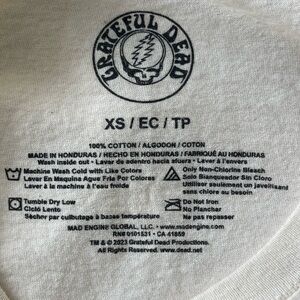 GRATEFUL DEAD
XS / EC / TP
100% COTTON / ALGODON / COTON
MADE IN HONDURAS / HECHO EN HONDURAS / FABRIQUÉ AU HONDURAS
Wash inside out • Lavar al adentro hacia afuera • Laver à l'envers
Machine Wash Cold with Like Colors
Lavar En Maquina Agua Fria Por Colores
Laver à la machine à l'eau froide
Only Non-Chlorine Bleach
Solo Blanqueador Sin Cloro
Utiliser seulement un javellisant
sans chlore au besoin
Tumble Dry Low
Ciclo Lento
Sécher par culbutage à basse température
Do Not Iron
No Planchar
Ne pas repasser
MAD ENGINE GLOBAL, LLC. • www.madengine.com
RN# 0101531 • CA 41859
TM & © 2023 Grateful Dead Productions.
All Rights Reserved. www.dead.net